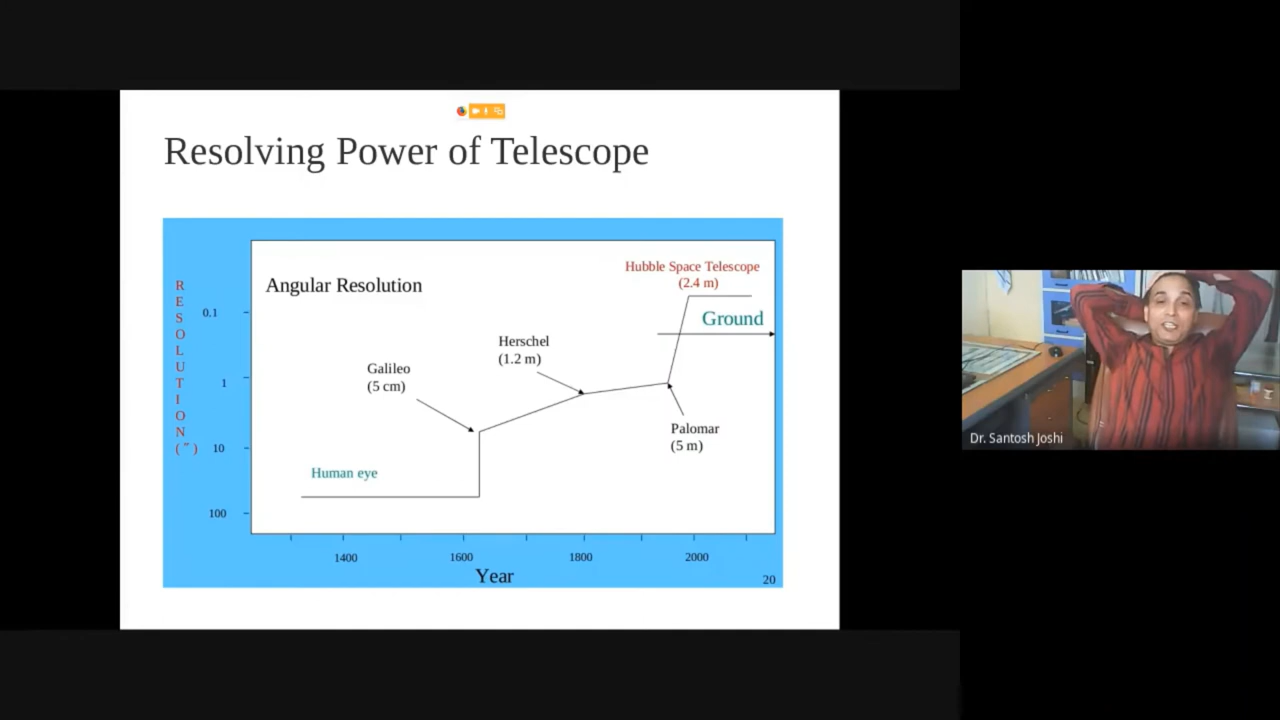 Resolving Power of Telescope
Hubble Space Telescope
(2.4 m)
Angular Resolution
RESOLUTION
(")
0.1
Ground
Herschel
(1.2 m)
Galileo
(5 cm)
1
Palomar
(5 m)
10
Human eye
100
1400
1600
1800
2000
Year
20
Dr. Santosh Joshi